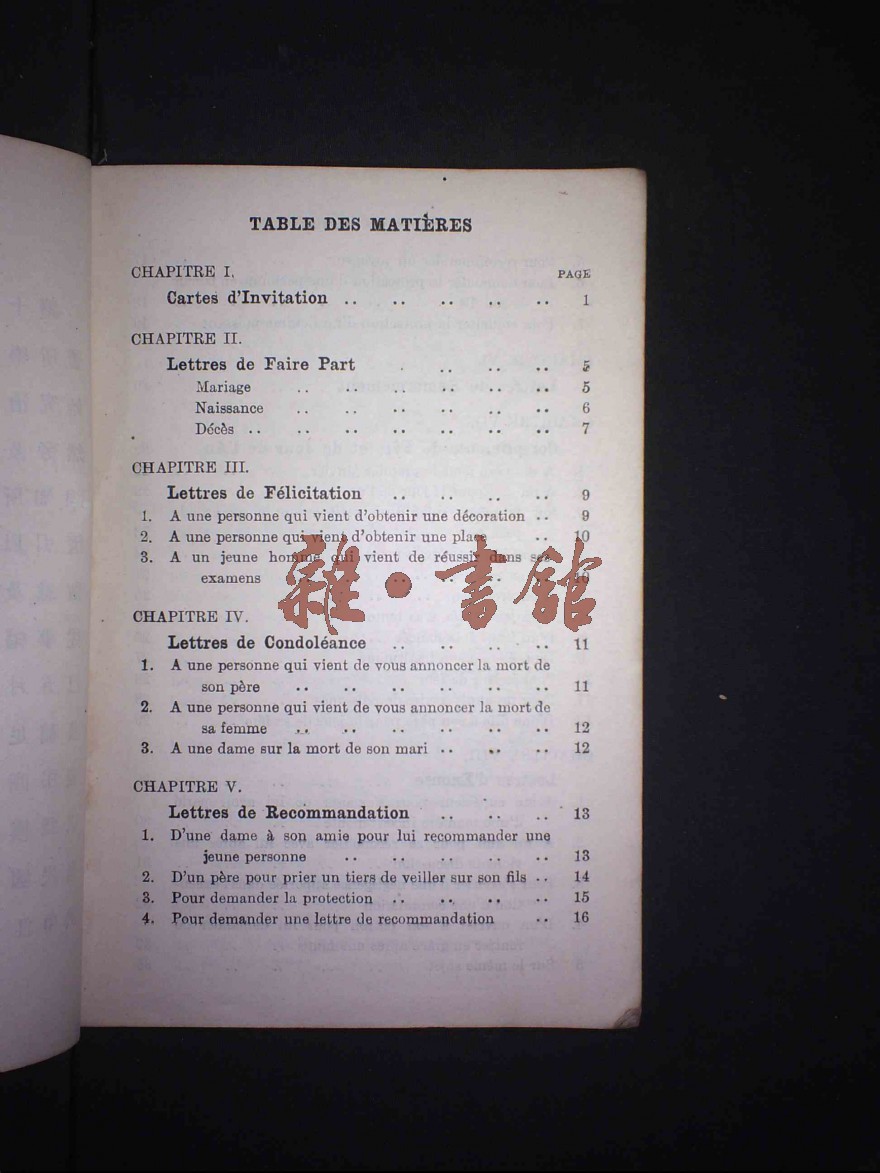 TABLE DES MATIÈRES
CHAPITRE I. PAGE
Cartes d'Invitation .. .. .. .. .. 1
CHAPITRE II.
Lettres de Faire Part . .. .. .. 5
Mariage .. .. .. .. .. .. 5
Naissance .. .. .. .. .. .. 6
Décès .. .. .. .. .. .. .. 7
CHAPITRE III.
Lettres de Félicitation .. .. .. .. 9
1. A une personne qui vient d'obtenir une décoration .. 9
2. A une personne qui vient d'obtenir une place .. 10
3. A un jeune homme qui vient de réussir dans ses
examens .. .. .. .. 10
雜•書館
CHAPITRE IV.
Lettres de Condoléance .. .. .. .. 11
1. A une personne qui vient de vous annoncer la mort de
son père .. .. .. .. .. .. 11
2. A une personne qui vient de vous annoncer la mort de
sa femme .. .. .. .. .. .. 12
3. A une dame sur la mort de son mari .. .. .. 12
CHAPITRE V.
Lettres de Recommandation .. .. .. 13
1. D'une dame à son amie pour lui recommander une
jeune personne .. .. .. .. .. 13
2. D'un père pour prier un tiers de veiller sur son fils .. 14
3. Pour demander la protection .. .. .. .. 15
4. Pour demander une lettre de recommandation .. 16